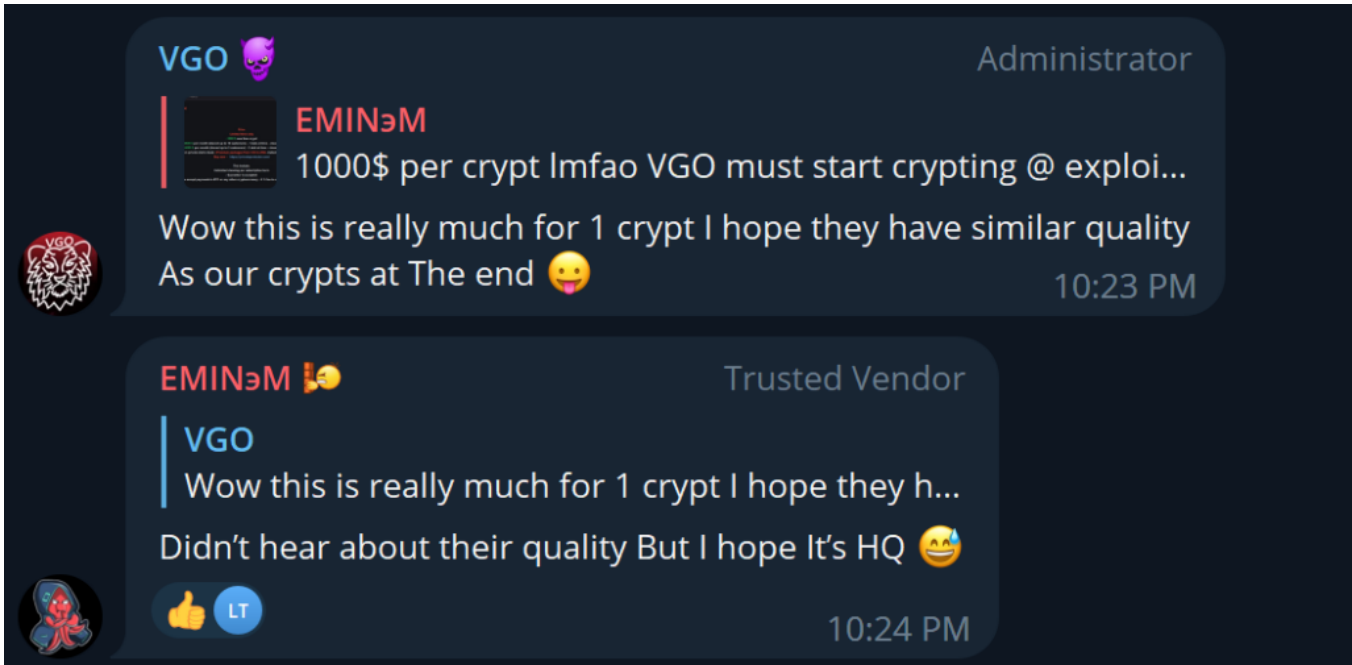 VGO 😈 Administrator
EMINэM
1000$ per crypt lmfao VGO must start crypting @ exploi...
Wow this is really much for 1 crypt I hope they have similar quality
As our crypts at The end 😛
10:23 PM
VGO
EMINэM Trusted Vendor
VGO
Wow this is really much for 1 crypt I hope they h...
Didn’t hear about their quality But I hope It’s HQ 😅
👍 LT
10:24 PM